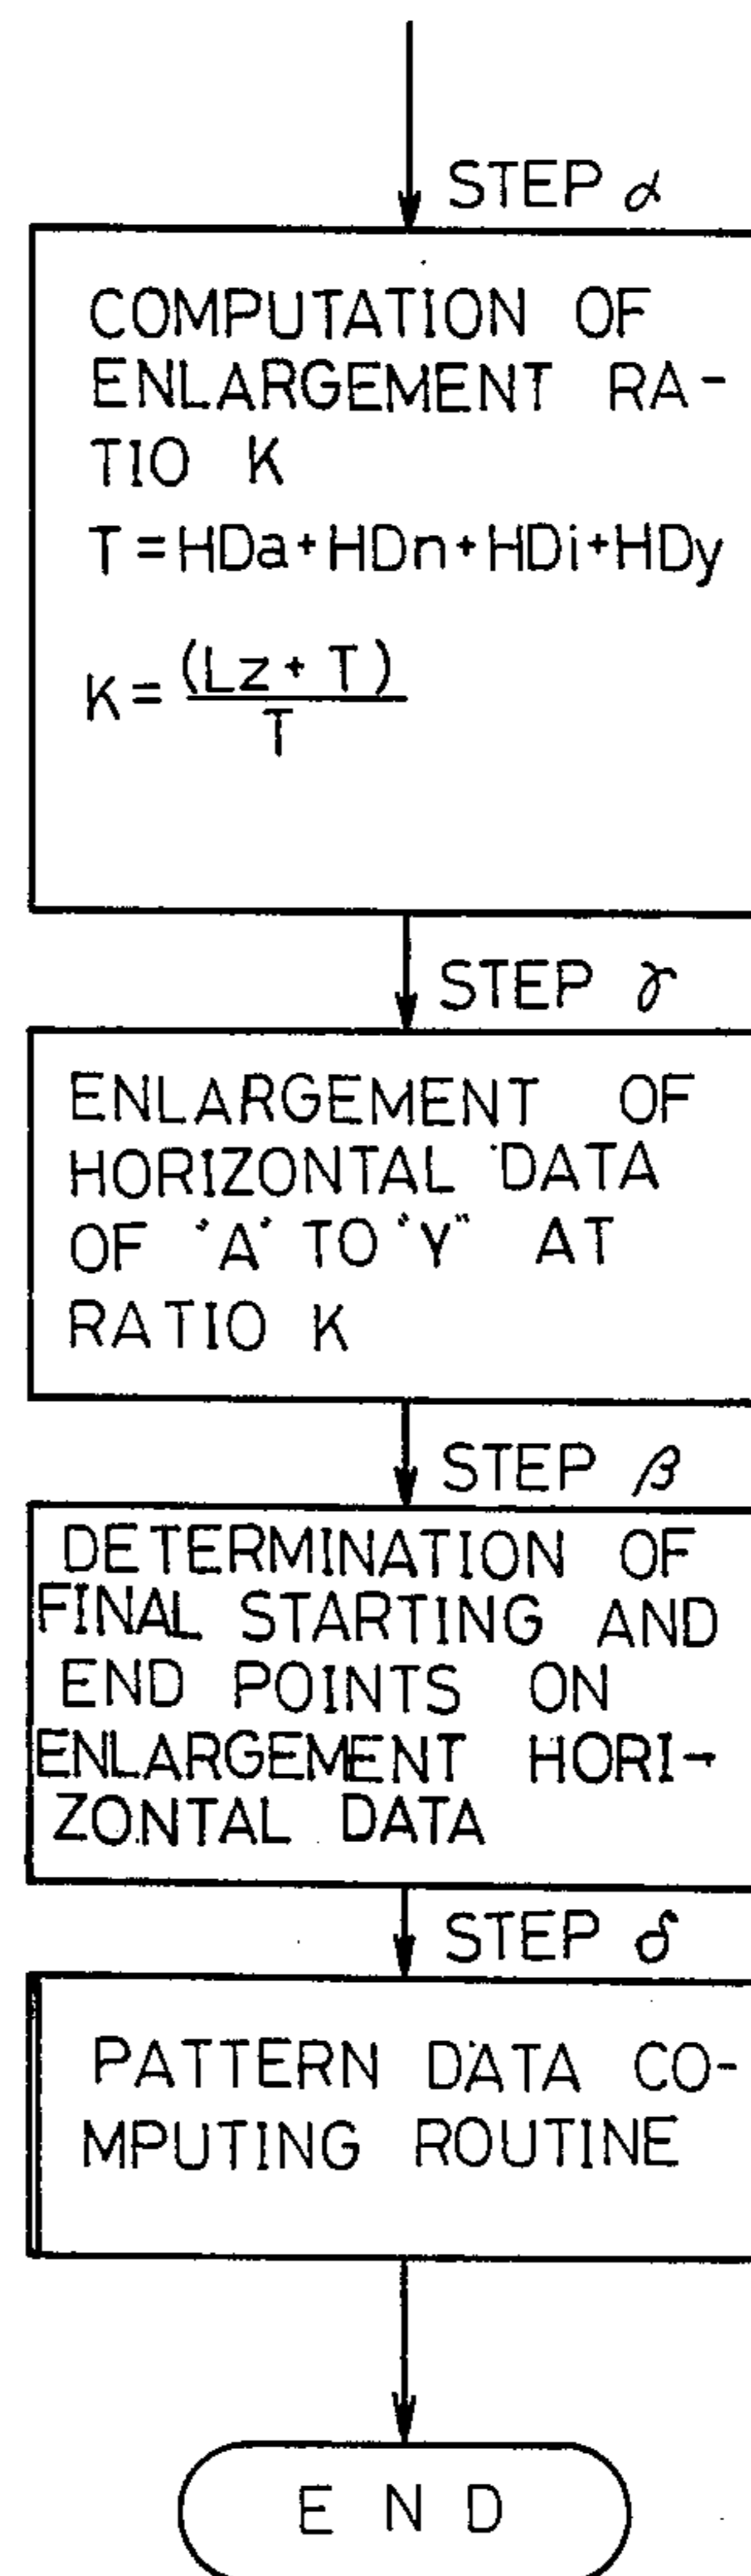 STEP α
COMPUTATION OF
ENLARGEMENT RA-
TIO K
T=HDa+HDn+HDi+HDy
K=(Lz+T)
T
STEP γ
ENLARGEMENT OF
HORIZONTAL DATA
OF "A" TO "Y" AT
RATIO K
STEP β
DETERMINATION OF
FINAL STARTING AND
END POINTS ON
ENLARGEMENT HORI-
ZONTAL DATA
STEP δ
PATTERN DATA CO-
MPUTING ROUTINE
END